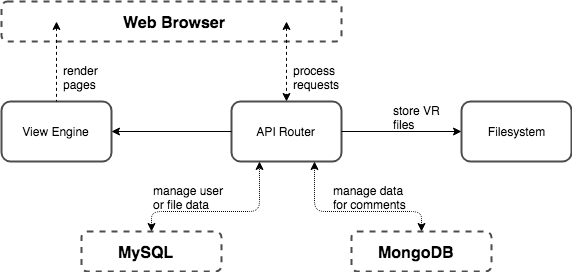 Web Browser
render
pages
process
requests
View Engine
API Router
store VR
files
Filesystem
manage user
or file data
manage data
for comments
MySQL
MongoDB